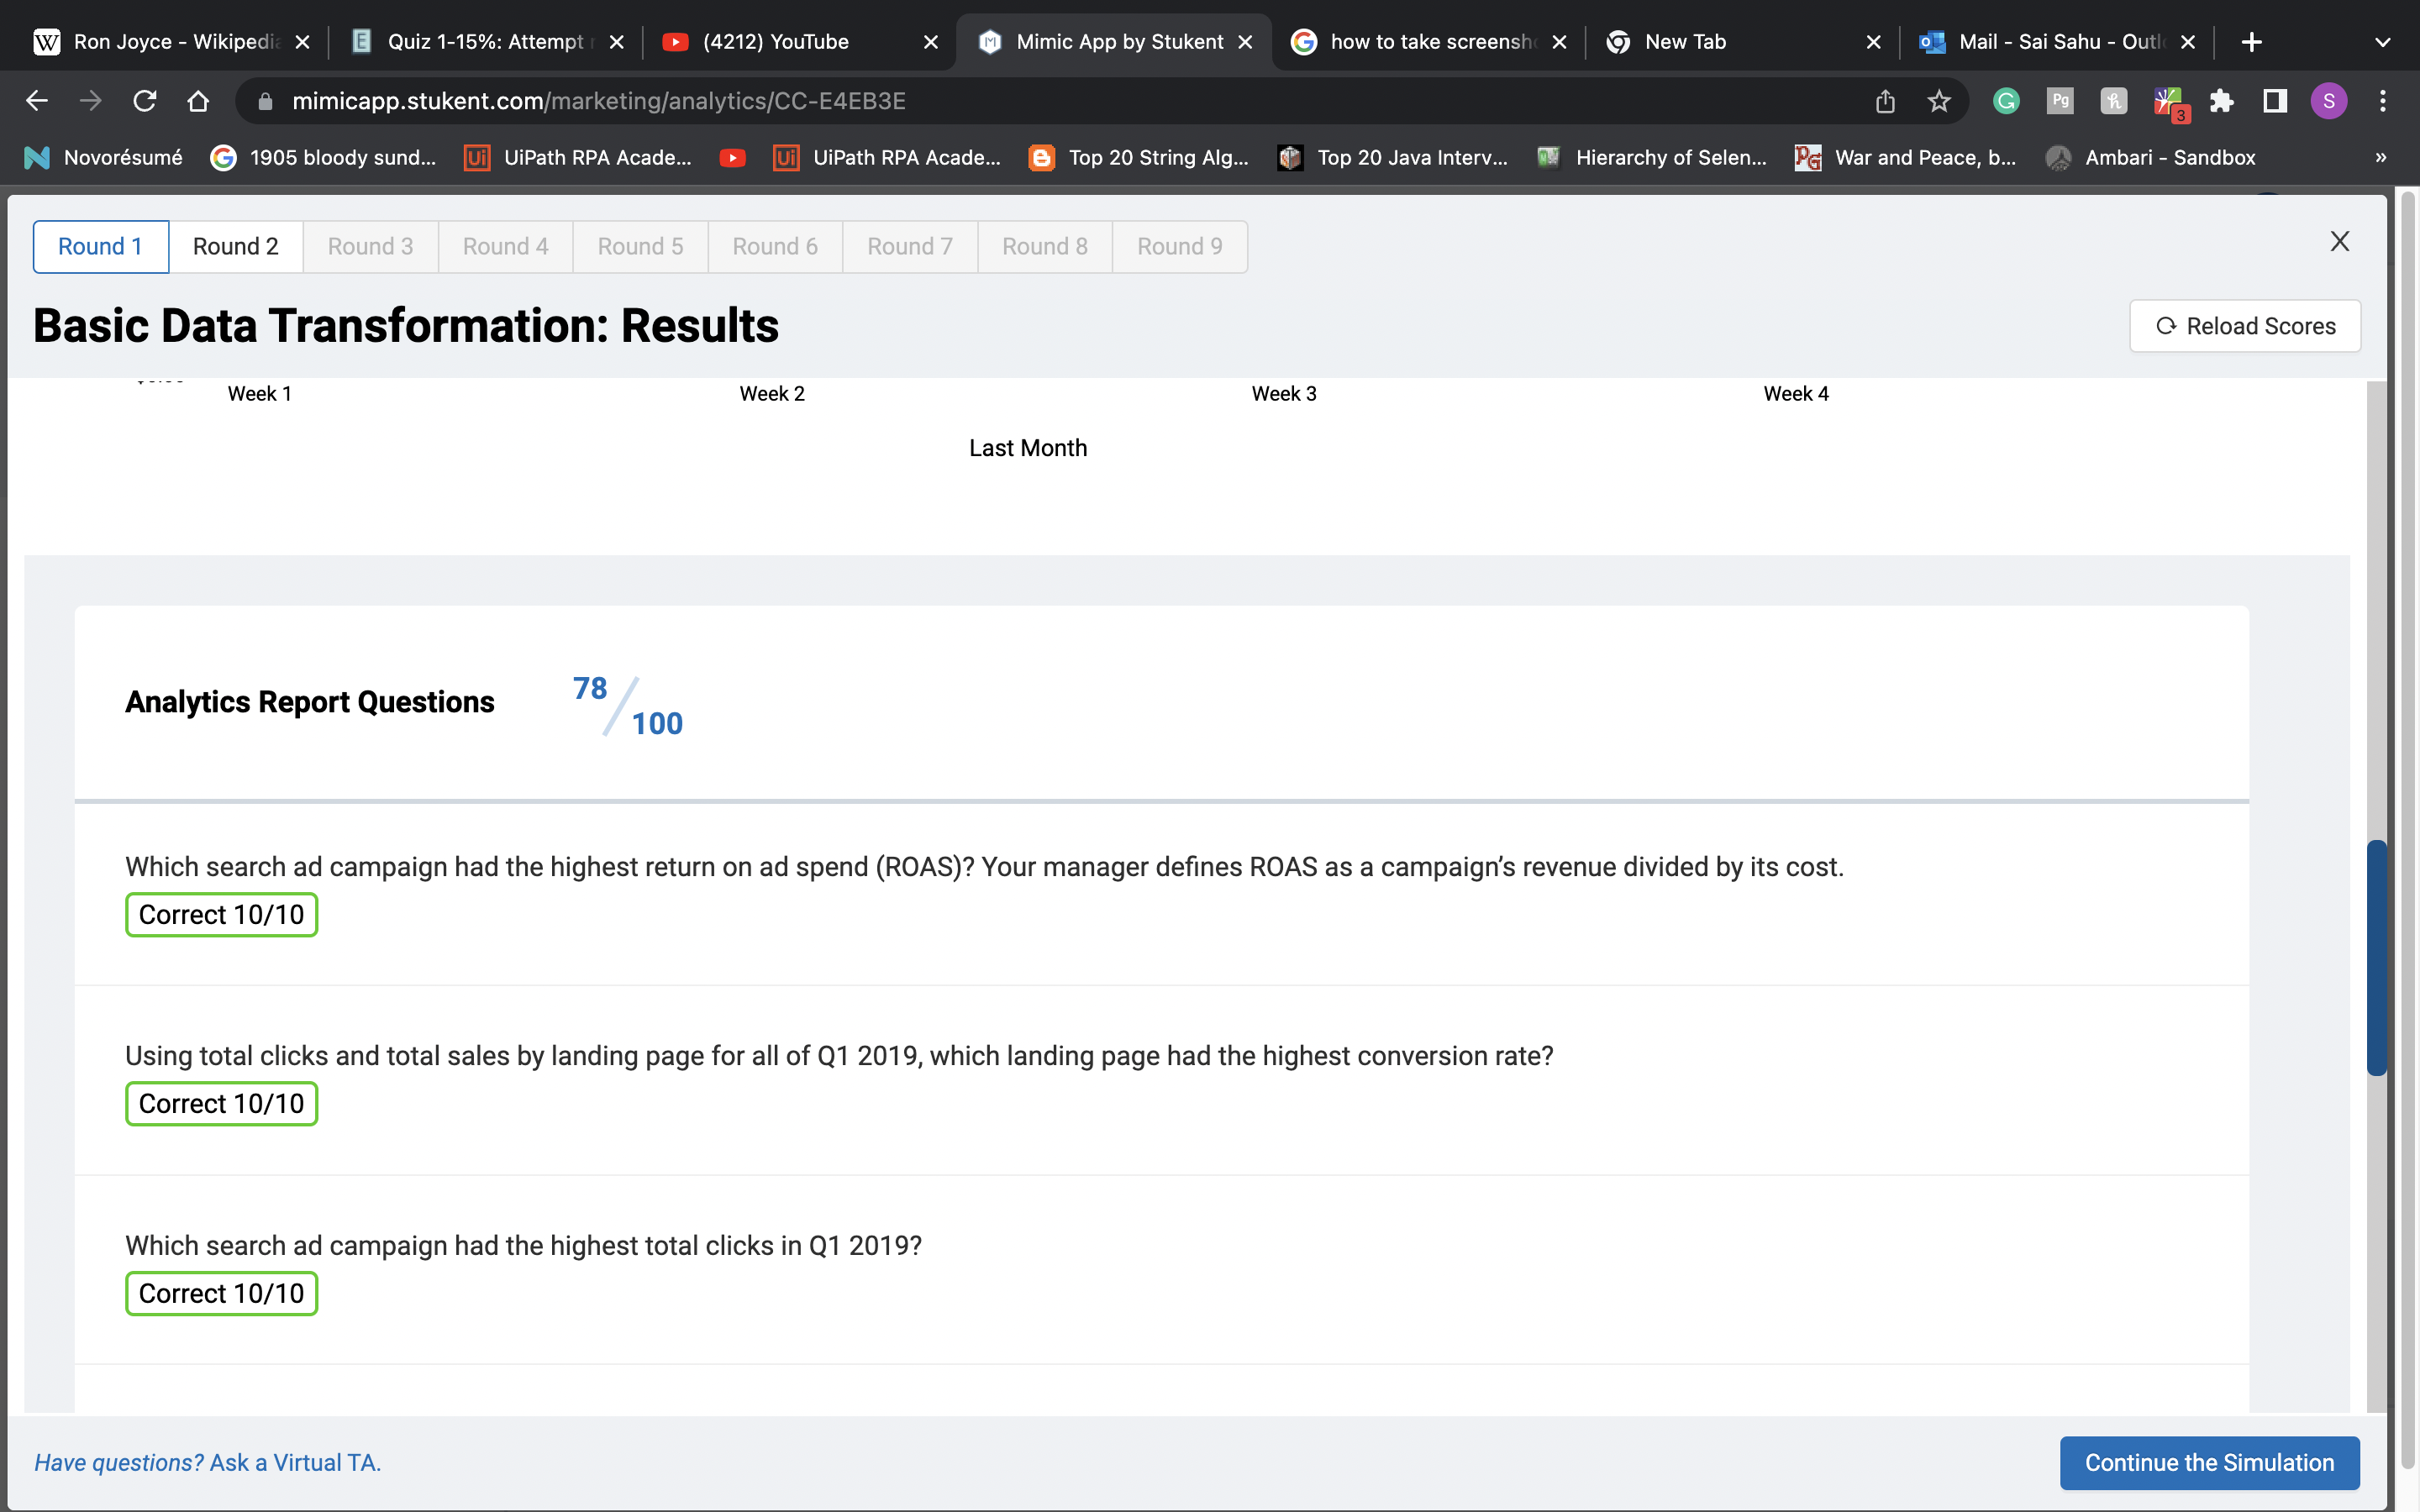 Ron Joyce - Wikipedia
Quiz 1-15%: Attempt
(4212) YouTube
Mimic App by Stukent
how to take screensh
New Tab
Mail - Sai Sahu - Outl
mimicapp.stukent.com/marketing/analytics/CC-E4EB3E
Pg
3
S
Novorésumé
1905 bloody sund...
UiPath RPA Acade...
UiPath RPA Acade...
Top 20 String Alg...
Top 20 Java Interv...
Hierarchy of Selen...
War and Peace, b...
Ambari - Sandbox
»
Round 1
Round 2
Round 3
Round 4
Round 5
Round 6
Round 7
Round 8
Round 9
X
Basic Data Transformation: Results
Reload Scores
Week 1
Week 2
Week 3
Week 4
Last Month
Analytics Report Questions
78/100
Which search ad campaign had the highest return on ad spend (ROAS)? Your manager defines ROAS as a campaign’s revenue divided by its cost.
Correct 10/10
Using total clicks and total sales by landing page for all of Q1 2019, which landing page had the highest conversion rate?
Correct 10/10
Which search ad campaign had the highest total clicks in Q1 2019?
Correct 10/10
Have questions? Ask a Virtual TA.
Continue the Simulation